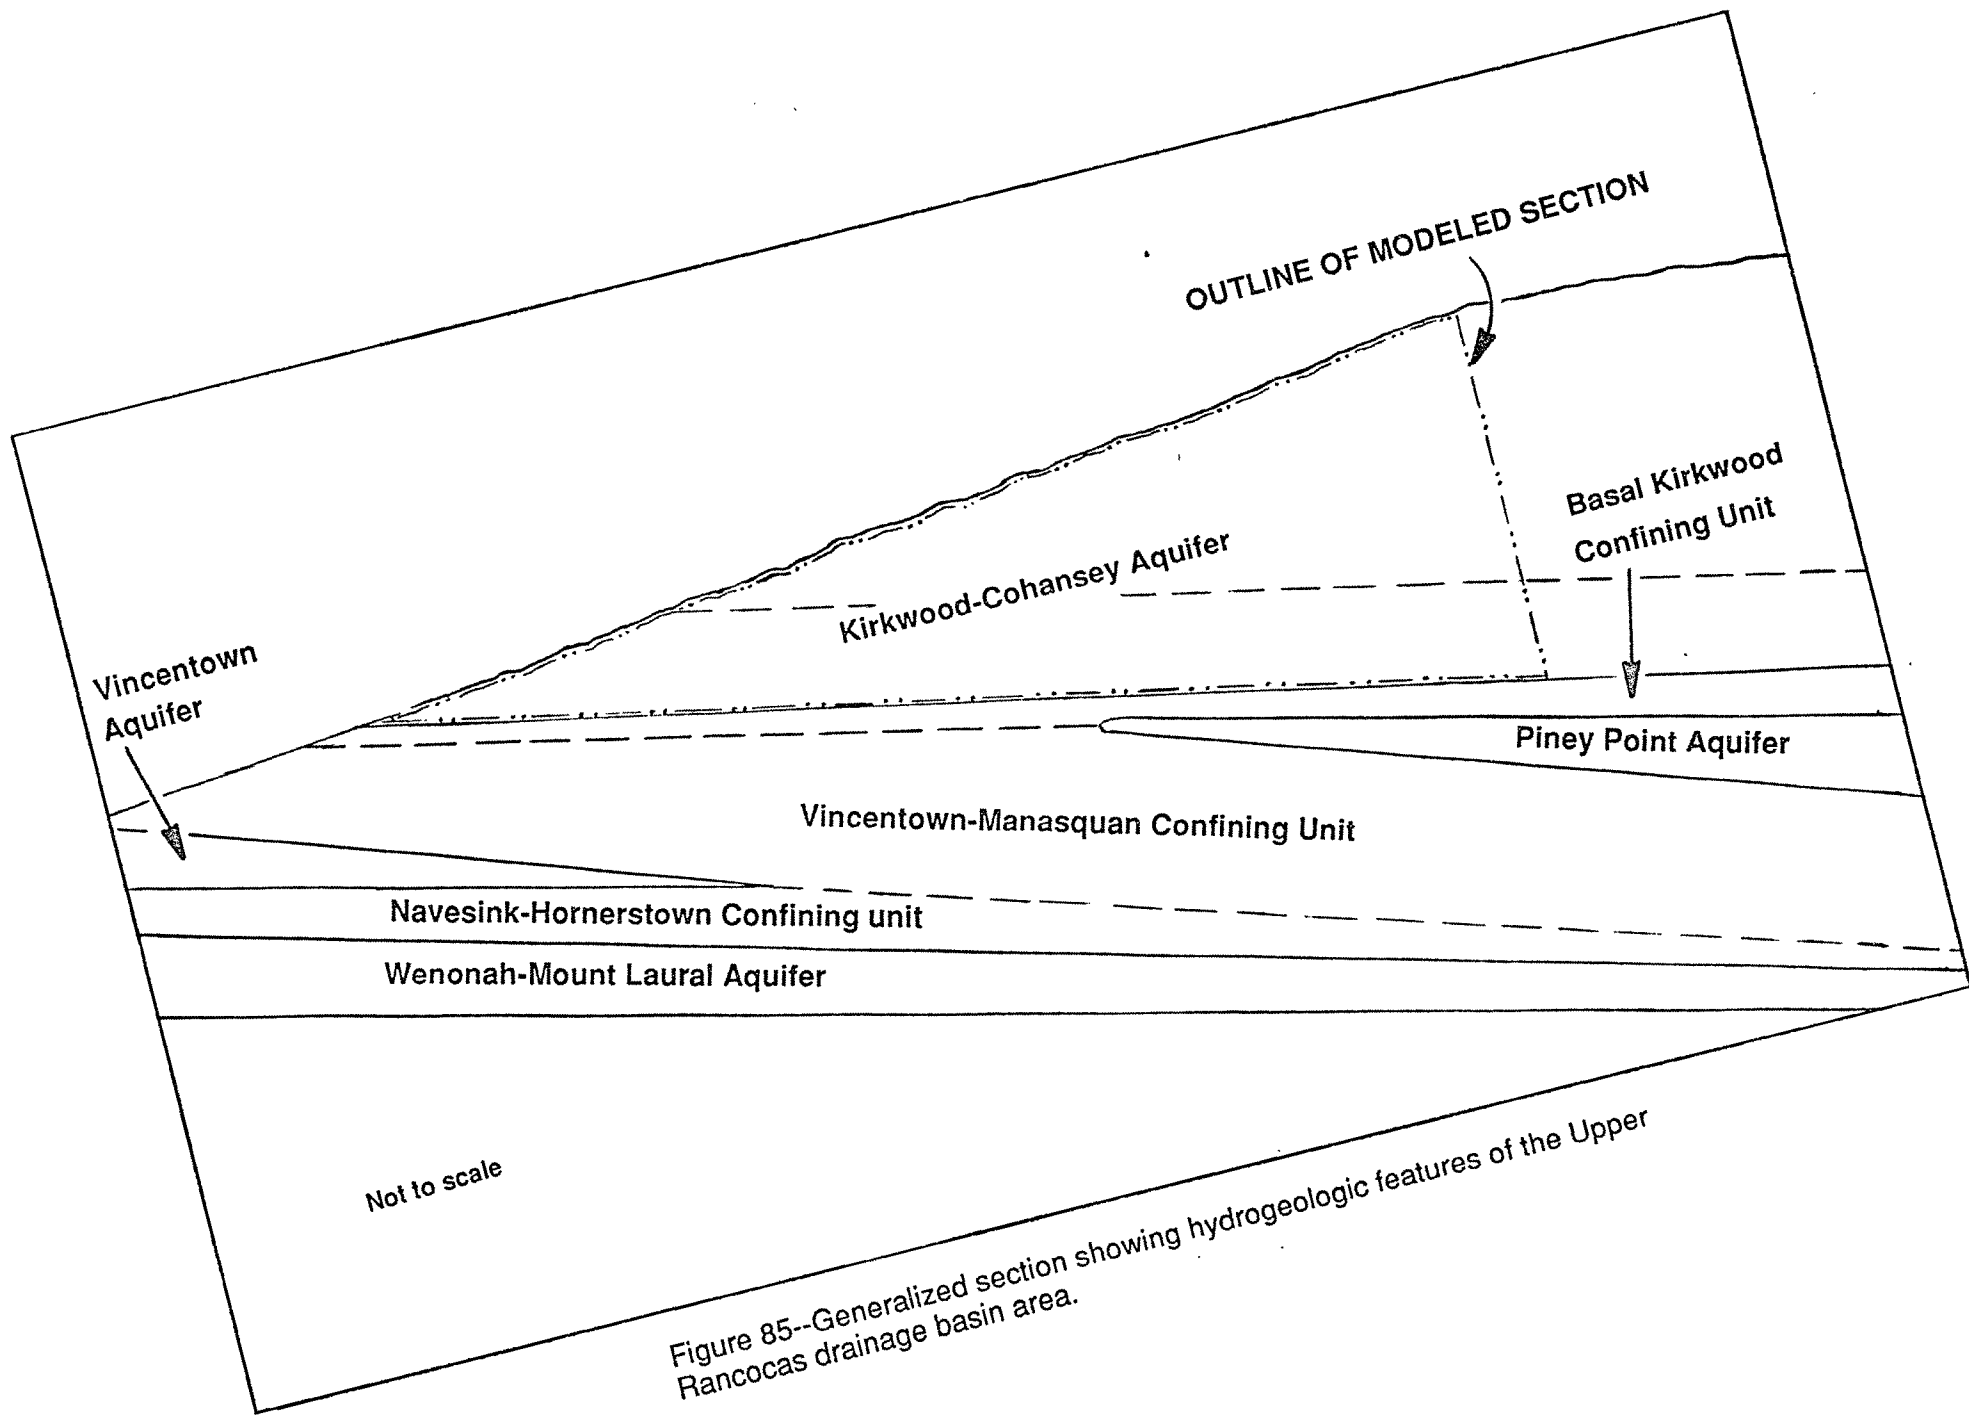 OUTLINE OF MODELED SECTION
Basal Kirkwood
Confining Unit
Kirkwood-Cohansey Aquifer
Vincentown
Aquifer
Piney Point Aquifer
Vincentown-Manasquan Confining Unit
Navesink-Hornerstown Confining unit
Wenonah-Mount Laural Aquifer
Not to scale
Figure 85--Generalized section showing hydrogeologic features of the Upper
Rancocas drainage basin area.